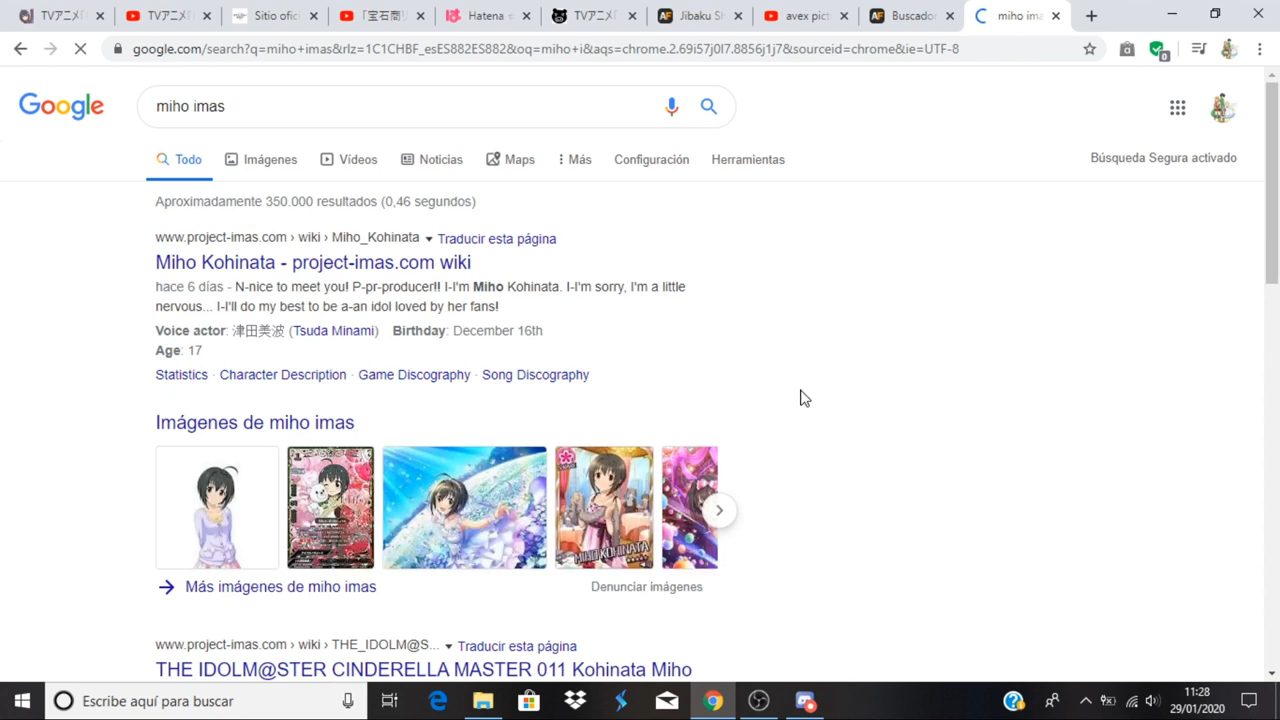 TVアニメ「
TVアニメ
Sitio ofici
「宝石商リ
Hatena
TVアニメ
Jibaku Sh
avex pict
Buscador
miho ima
google.com/search?q=miho+imas&rlz=1C1CHBF_esES882ES882&oq=miho+i&aqs=chrome.2.69i57j0l7.8856j1j7&sourceid=chrome&ie=UTF-8
Google
miho imas
Todo Imágenes Vídeos Noticias Maps Más Configuración Herramientas Búsqueda Segura activado
Aproximadamente 350.000 resultados (0,46 segundos)
www.project-imas.com › wiki › Miho_Kohinata Traducir esta página
Miho Kohinata - project-imas.com wiki
hace 6 días - N-nice to meet you! P-pr-producer!! I-I'm Miho Kohinata. I-I'm sorry, I'm a little
nervous... I-I'll do my best to be a-an idol loved by her fans!
Voice actor: 津田美波 (Tsuda Minami) Birthday: December 16th
Age: 17
Statistics · Character Description · Game Discography · Song Discography
Imágenes de miho imas
MIHO KOHINATA
Más imágenes de miho imas Denunciar imágenes
www.project-imas.com › wiki › THE_IDOLM@S... Traducir esta página
THE IDOLM@STER CINDERELLA MASTER 011 Kohinata Miho
Escribe aquí para buscar
11:28
29/01/2020